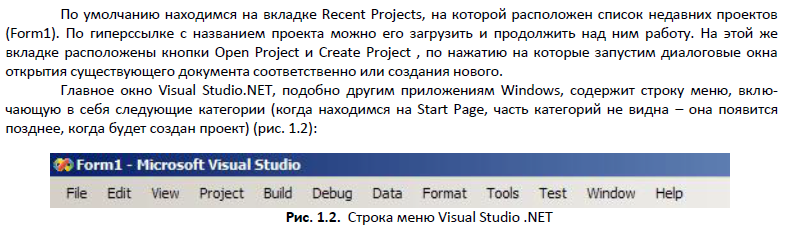 По умолчанию находимся на вкладке Recent Projects, на которой расположен список недавних проектов
(Form1). По гиперссылке с названием проекта можно его загрузить и продолжить над ним работу. На этой же
вкладке расположены кнопки Open Project и Create Project , по нажатию на которые запустим диалоговые окна
открытия существующего документа соответственно или создания нового.
Главное окно Visual Studio.NET, подобно другим приложениям Windows, содержит строку меню, вклю-
чающую в себя следующие категории (когда находимся на Start Page, часть категорий не видна – она появится
позднее, когда будет создан проект) (рис. 1.2):
Form1 - Microsoft Visual Studio
File Edit View Project Build Debug Data Format Tools Test Window Help
Рис. 1.2. Строка меню Visual Studio .NET